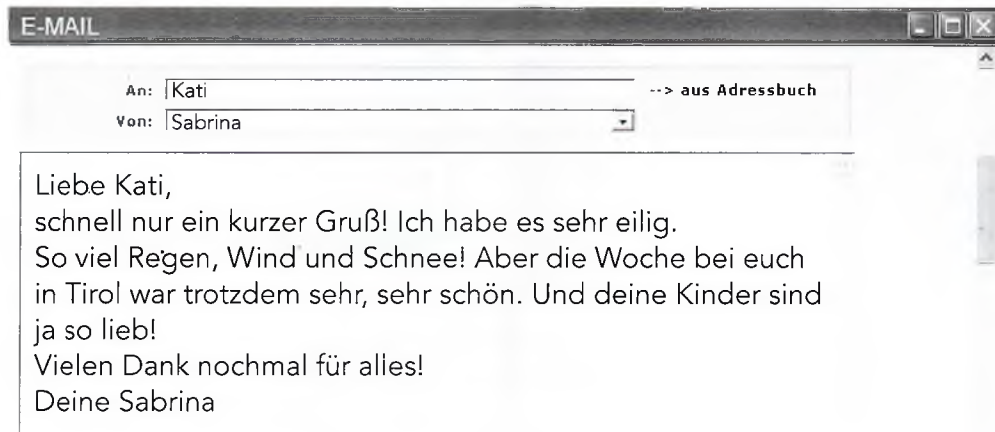 E-MAIL
An: Kati --> aus Adressbuch
Von: Sabrina
Liebe Kati,
schnell nur ein kurzer Gruß! Ich habe es sehr eilig.
So viel Regen, Wind und Schnee! Aber die Woche bei euch
in Tirol war trotzdem sehr, sehr schön. Und deine Kinder sind
ja so lieb!
Vielen Dank nochmal für alles!
Deine Sabrina